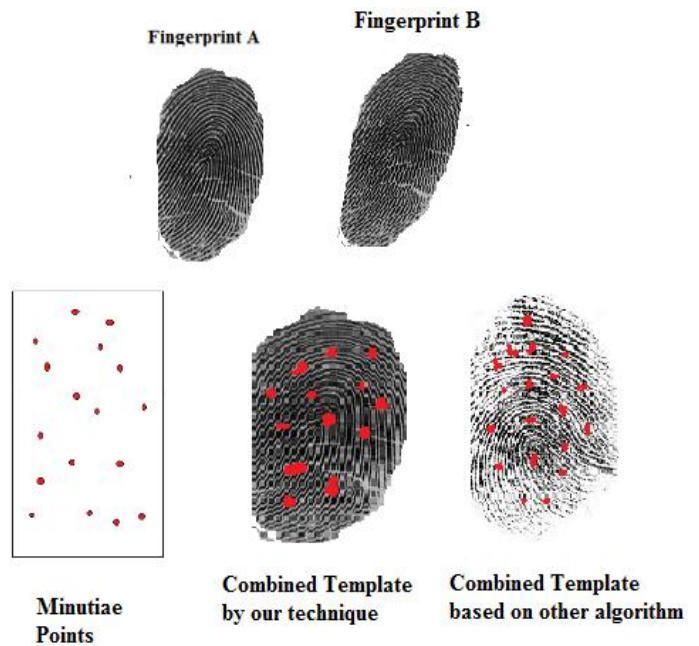 Fingerprint A
Fingerprint B
Minutiae
Points
Combined Template
by our technique
Combined Template
based on other algorithm